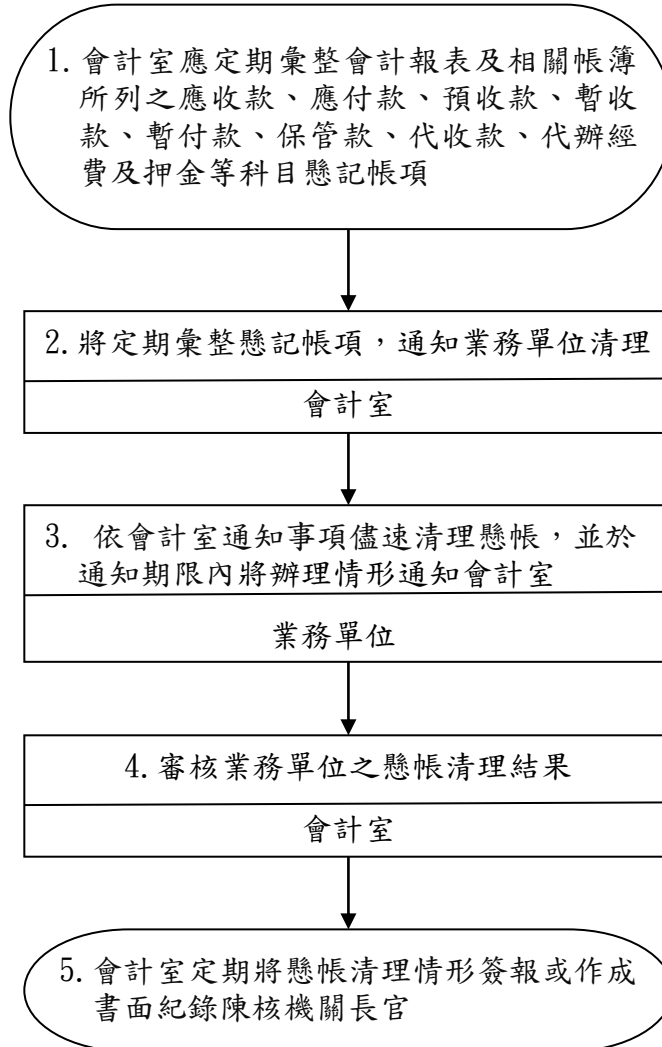 1. 會計室應定期彙整會計報表及相關帳簿
所列之應收款、應付款、預收款、暫收
款、暫付款、保管款、代收款、代辦經
費及押金等科目懸記帳項
2. 將定期彙整懸記帳項，通知業務單位清理
會計室
3. 依會計室通知事項儘速清理懸帳，並於
通知期限內將辦理情形通知會計室
業務單位
4. 審核業務單位之懸帳清理結果
會計室
5. 會計室定期將懸帳清理情形簽報或作成
書面紀錄陳核機關長官